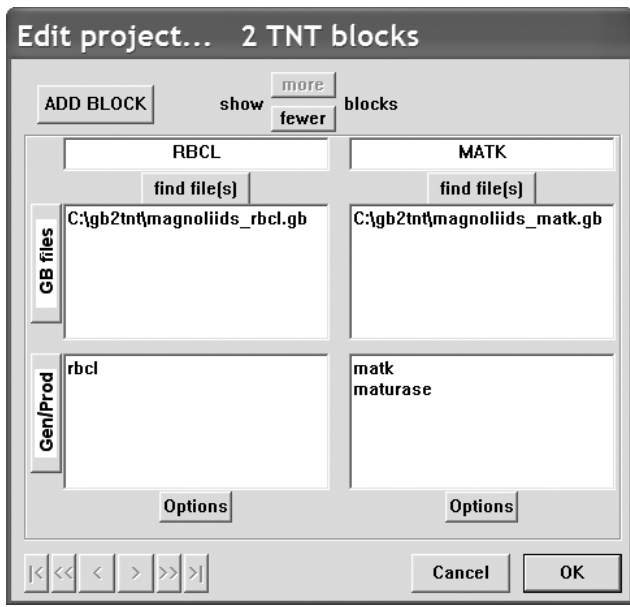 Edit project... 2 TNT blocks
ADD BLOCK
show
more
fewer
blocks
RBCL
MATK
find file(s)
find file(s)
GB files
C:\gb2tnt\magnoliids_rbcl.gb
C:\gb2tnt\magnoliids_matk.gb
Gen/Prod
rbcl
matk
maturase
Options
Options
|<
<<
<
>
>>
>|
Cancel
OK